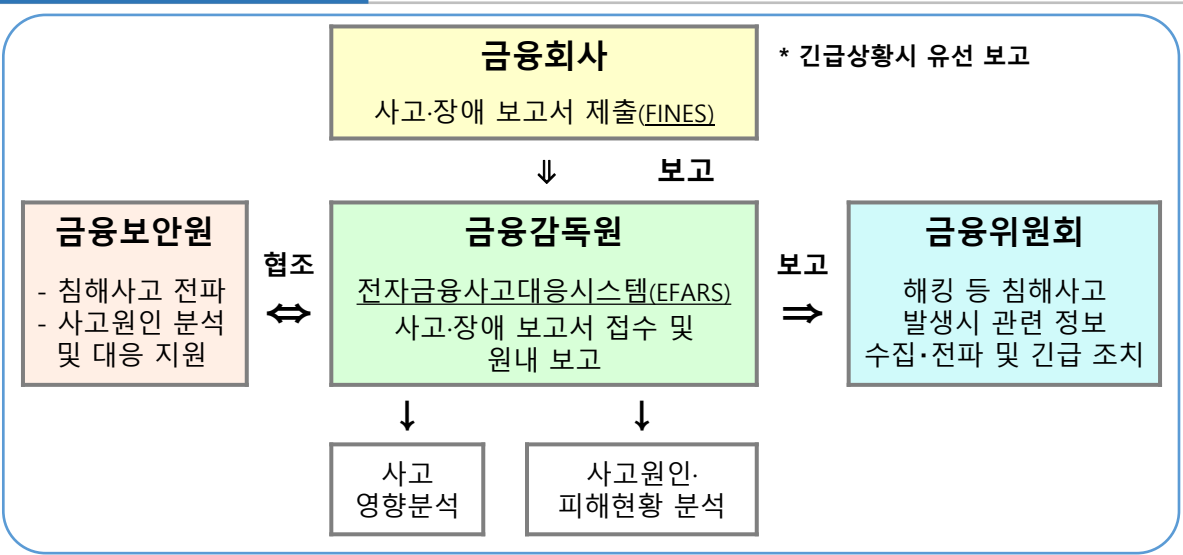 금융회사
사고·장애 보고서 제출(FINES)
* 긴급상황시 유선 보고
⇓ 보고
금융보안원
- 침해사고 전파
- 사고원인 분석
및 대응 지원
협조
⇔
금융감독원
전자금융사고대응시스템(EFARS)
사고·장애 보고서 접수 및
원내 보고
보고
⇒
금융위원회
해킹 등 침해사고
발생시 관련 정보
수집·전파 및 긴급 조치
↓ ↓
사고
영향분석
사고원인·
피해현황 분석